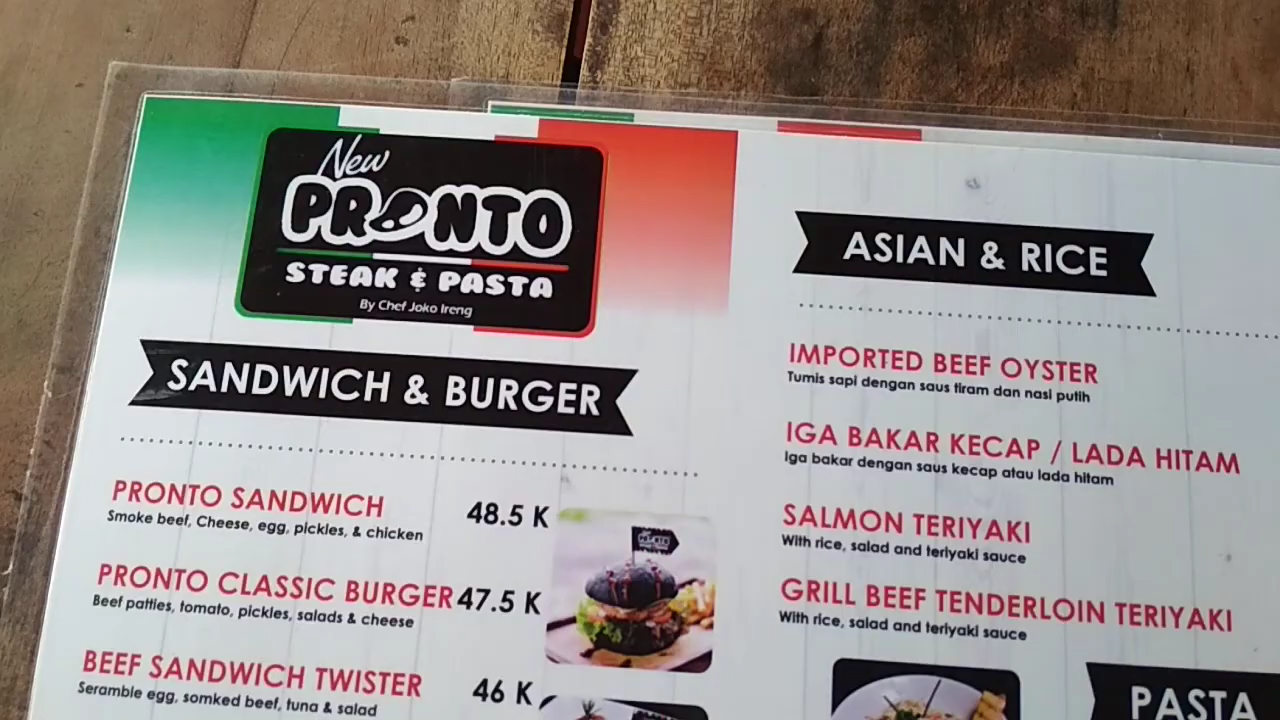 New
PRONTO
STEAK & PASTA
By Chef Joko Ireng
SANDWICH & BURGER
PRONTO SANDWICH 48.5 K
Smoke beef, Cheese, egg, pickles, & chicken
PRONTO CLASSIC BURGER 47.5 K
Beef patties, tomato, pickles, salads & cheese
BEEF SANDWICH TWISTER 46 K
Seramble egg, somked beef, tuna & salad
ASIAN & RICE
IMPORTED BEEF OYSTER
Tumis sapi dengan saus tiram dan nasi putih
IGA BAKAR KECAP / LADA HITAM
Iga bakar dengan saus kecap atau lada hitam
SALMON TERIYAKI
With rice, salad and teriyaki sauce
GRILL BEEF TENDERLOIN TERIYAKI
With rice, salad and teriyaki sauce
PASTA